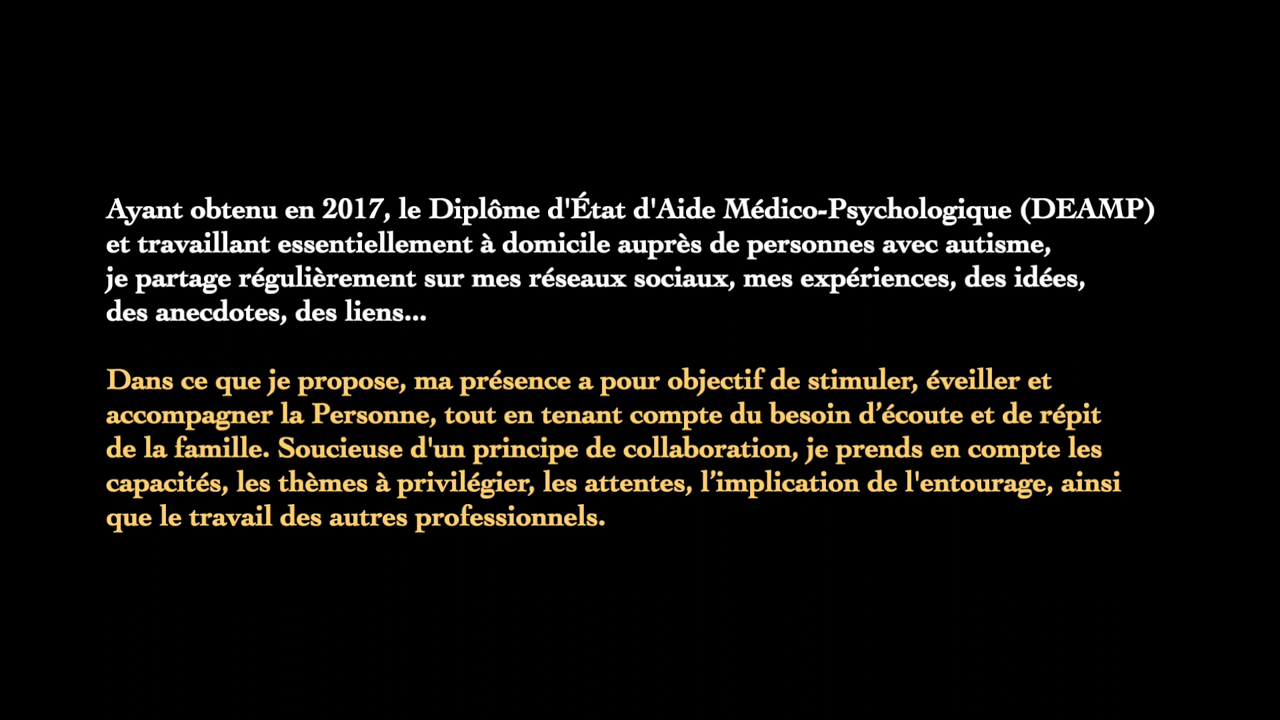 Ayant obtenu en 2017, le Diplôme d'État d'Aide Médico-Psychologique (DEAMP)
et travaillant essentiellement à domicile auprès de personnes avec autisme,
je partage régulièrement sur mes réseaux sociaux, mes expériences, des idées,
des anecdotes, des liens...
Dans ce que je propose, ma présence a pour objectif de stimuler, éveiller et
accompagner la Personne, tout en tenant compte du besoin d’écoute et de répit
de la famille. Soucieuse d'un principe de collaboration, je prends en compte les
capacités, les thèmes à privilégier, les attentes, l’implication de l'entourage, ainsi
que le travail des autres professionnels.